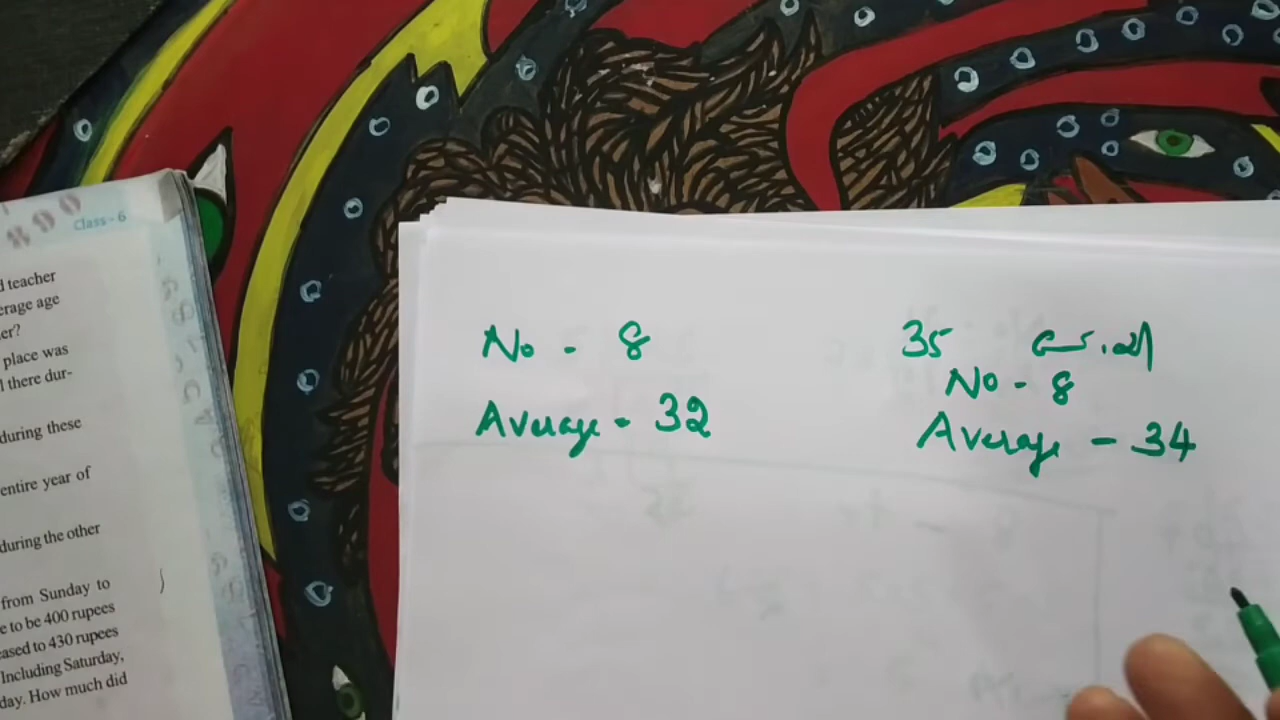 Class-6
teacher
erage age
er?
place was
there dur-
during these
entire year of
during the other
from Sunday to
e to be 400 rupees
eased to 430 rupees
Including Saturday,
day. How much did
No - 8
Average - 32
35
No - 8
Average - 34